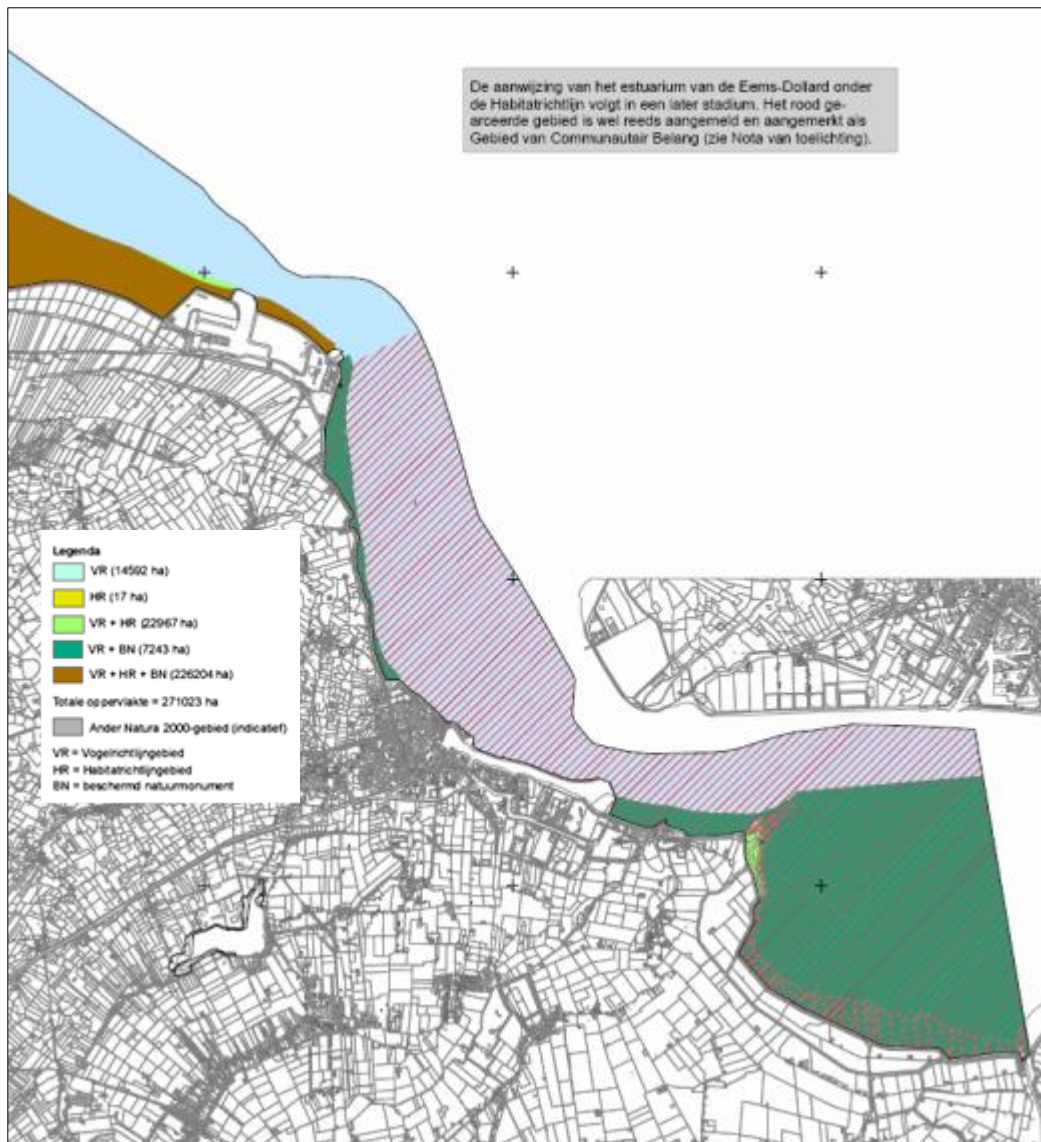 De aanwijzing van het estuarium van de Eems-Dollard onder
de Habitatrichtlijn volgt in een later stadium. Het rood ge-
arceerde gebied is wel reeds aangemeld en aangemerkt als
Gebied van Communautair Belang (zie Nota van toelichting).
Legenda
VR (14592 ha)
HR (17 ha)
VR + HR (22967 ha)
VR + BN (7243 ha)
VR + HR + BN (226204 ha)
Totale oppervlakte = 271023 ha
Ander Natura 2000-gebied (indicatief)
VR = Vogelrichtlijngebied
HR = Habitatrichtlijngebied
BN = beschermd natuurmonument